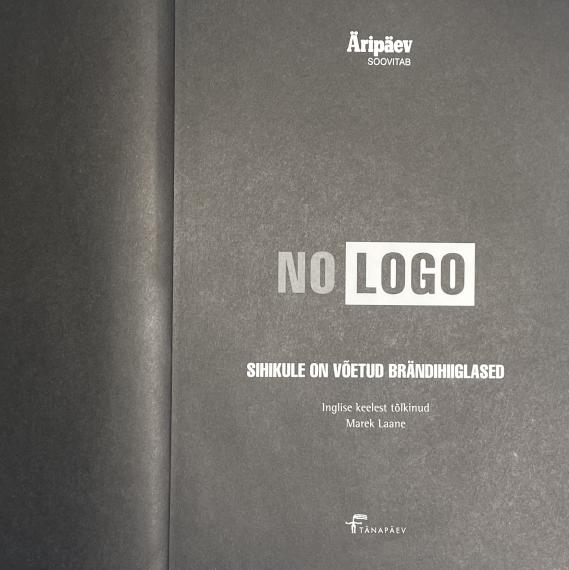 Äripäev
SOOVITAB
NO LOGO
SIHIKULE ON VÕETUD BRÄNDIHIIGLASED
Inglise keelest tõlkinud
Marek Laane
TÄNAPÄEV